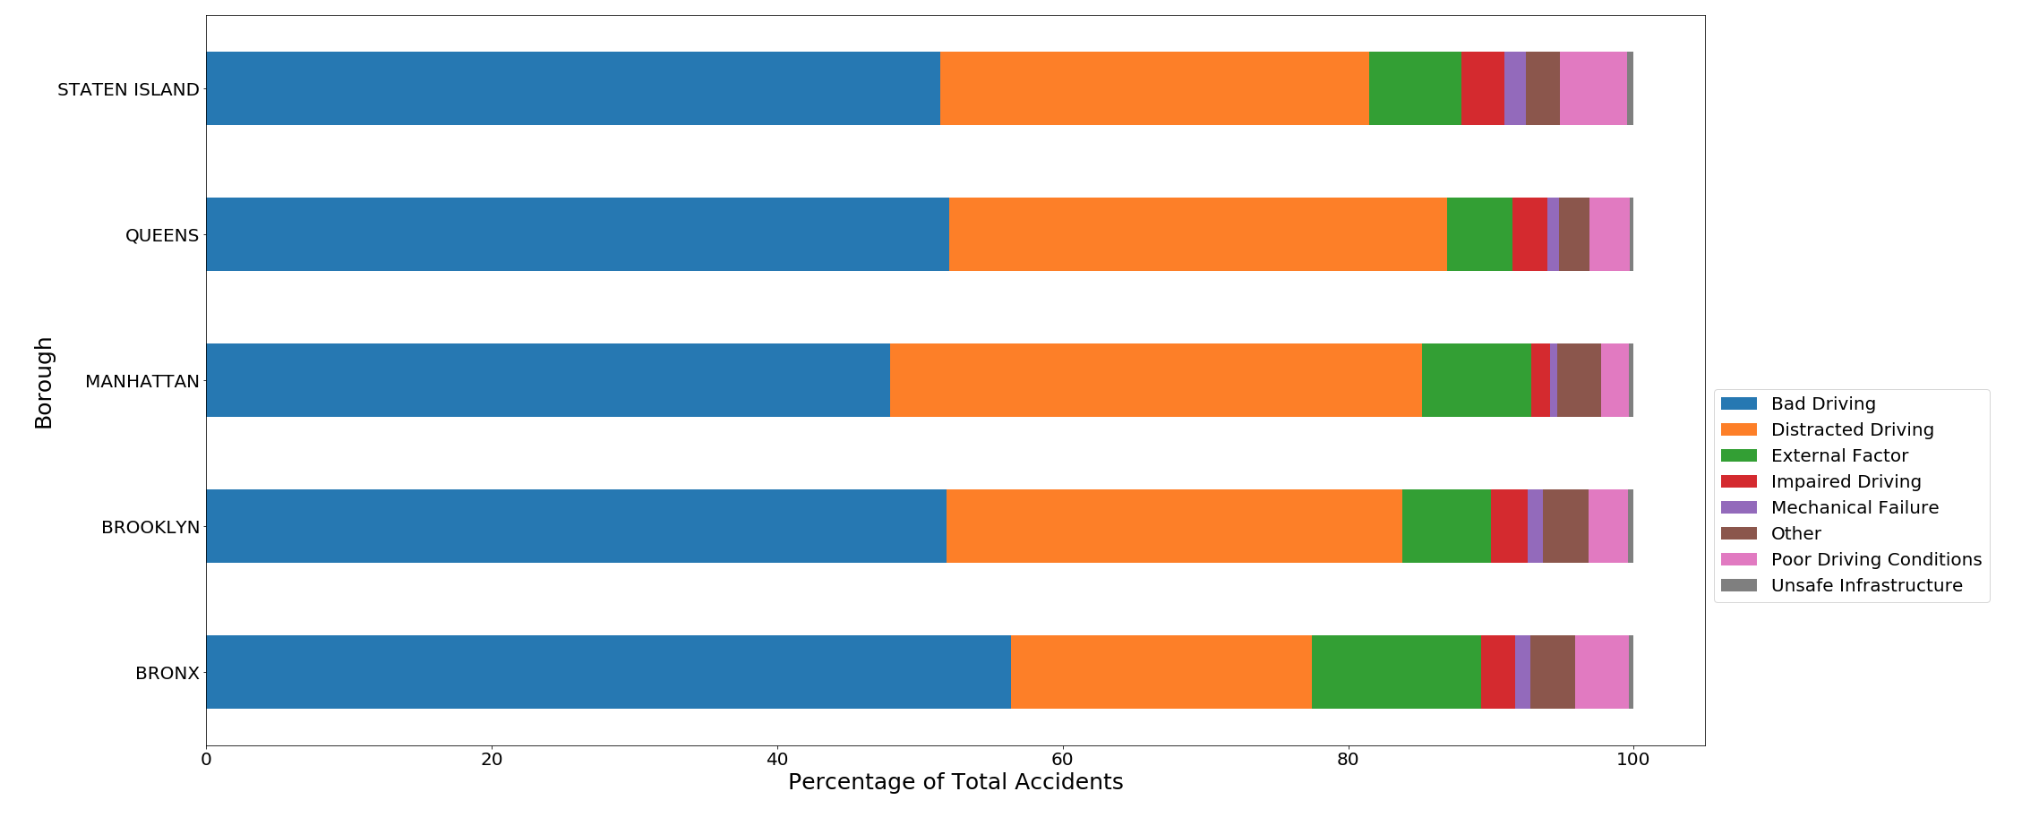 STATEN ISLAND
QUEENS
MANHATTAN
BROOKLYN
BRONX
Borough
0 20 40 60 80 100
Percentage of Total Accidents
Bad Driving
Distracted Driving
External Factor
Impaired Driving
Mechanical Failure
Other
Poor Driving Conditions
Unsafe Infrastructure